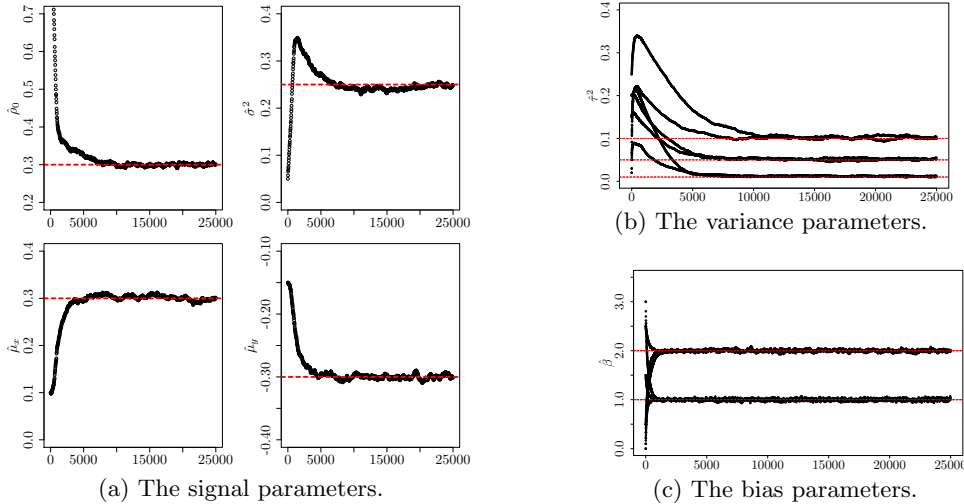 0.2 0.3 0.4 0.5 0.6 0.7
ρ̂₀
0 5000 15000 25000
0.0 0.1 0.2 0.3 0.4
σ̂²
0 5000 15000 25000
0.0 0.1 0.2 0.3 0.4
μ̂ₓ
0 5000 15000 25000
-0.40 -0.30 -0.20 -0.10
μ̂ᵧ
0 5000 15000 25000
(a) The signal parameters.
0.0 0.1 0.2 0.3 0.4
τ̂²
0 5000 10000 15000 20000 25000
(b) The variance parameters.
0.0 1.0 2.0 3.0
β̂
0 5000 10000 15000 20000 25000
(c) The bias parameters.